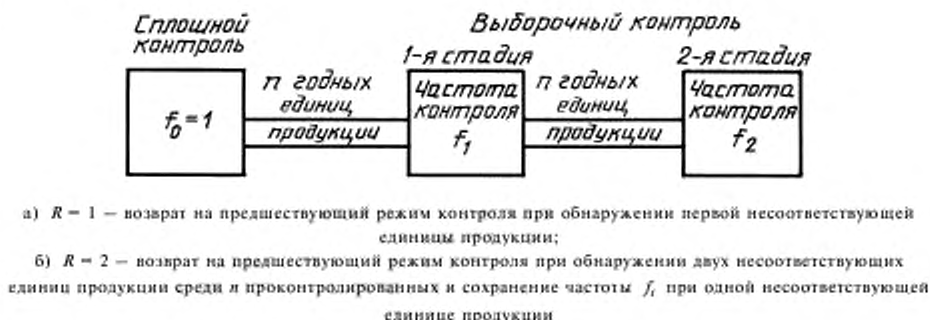 Сплошной контроль
Выборочный контроль
1-я стадия
2-я стадия
f₀ = 1
n годных единиц продукции
Частота контроля f₁
n годных единиц продукции
Частота контроля f₂
а) R = 1 — возврат на предшествующий режим контроля при обнаружении первой несоответствующей
единицы продукции;
б) R = 2 — возврат на предшествующий режим контроля при обнаружении двух несоответствующих
единиц продукции среди n проконтролированных и сохранение частоты fᵢ при одной несоответствующей
единице продукции